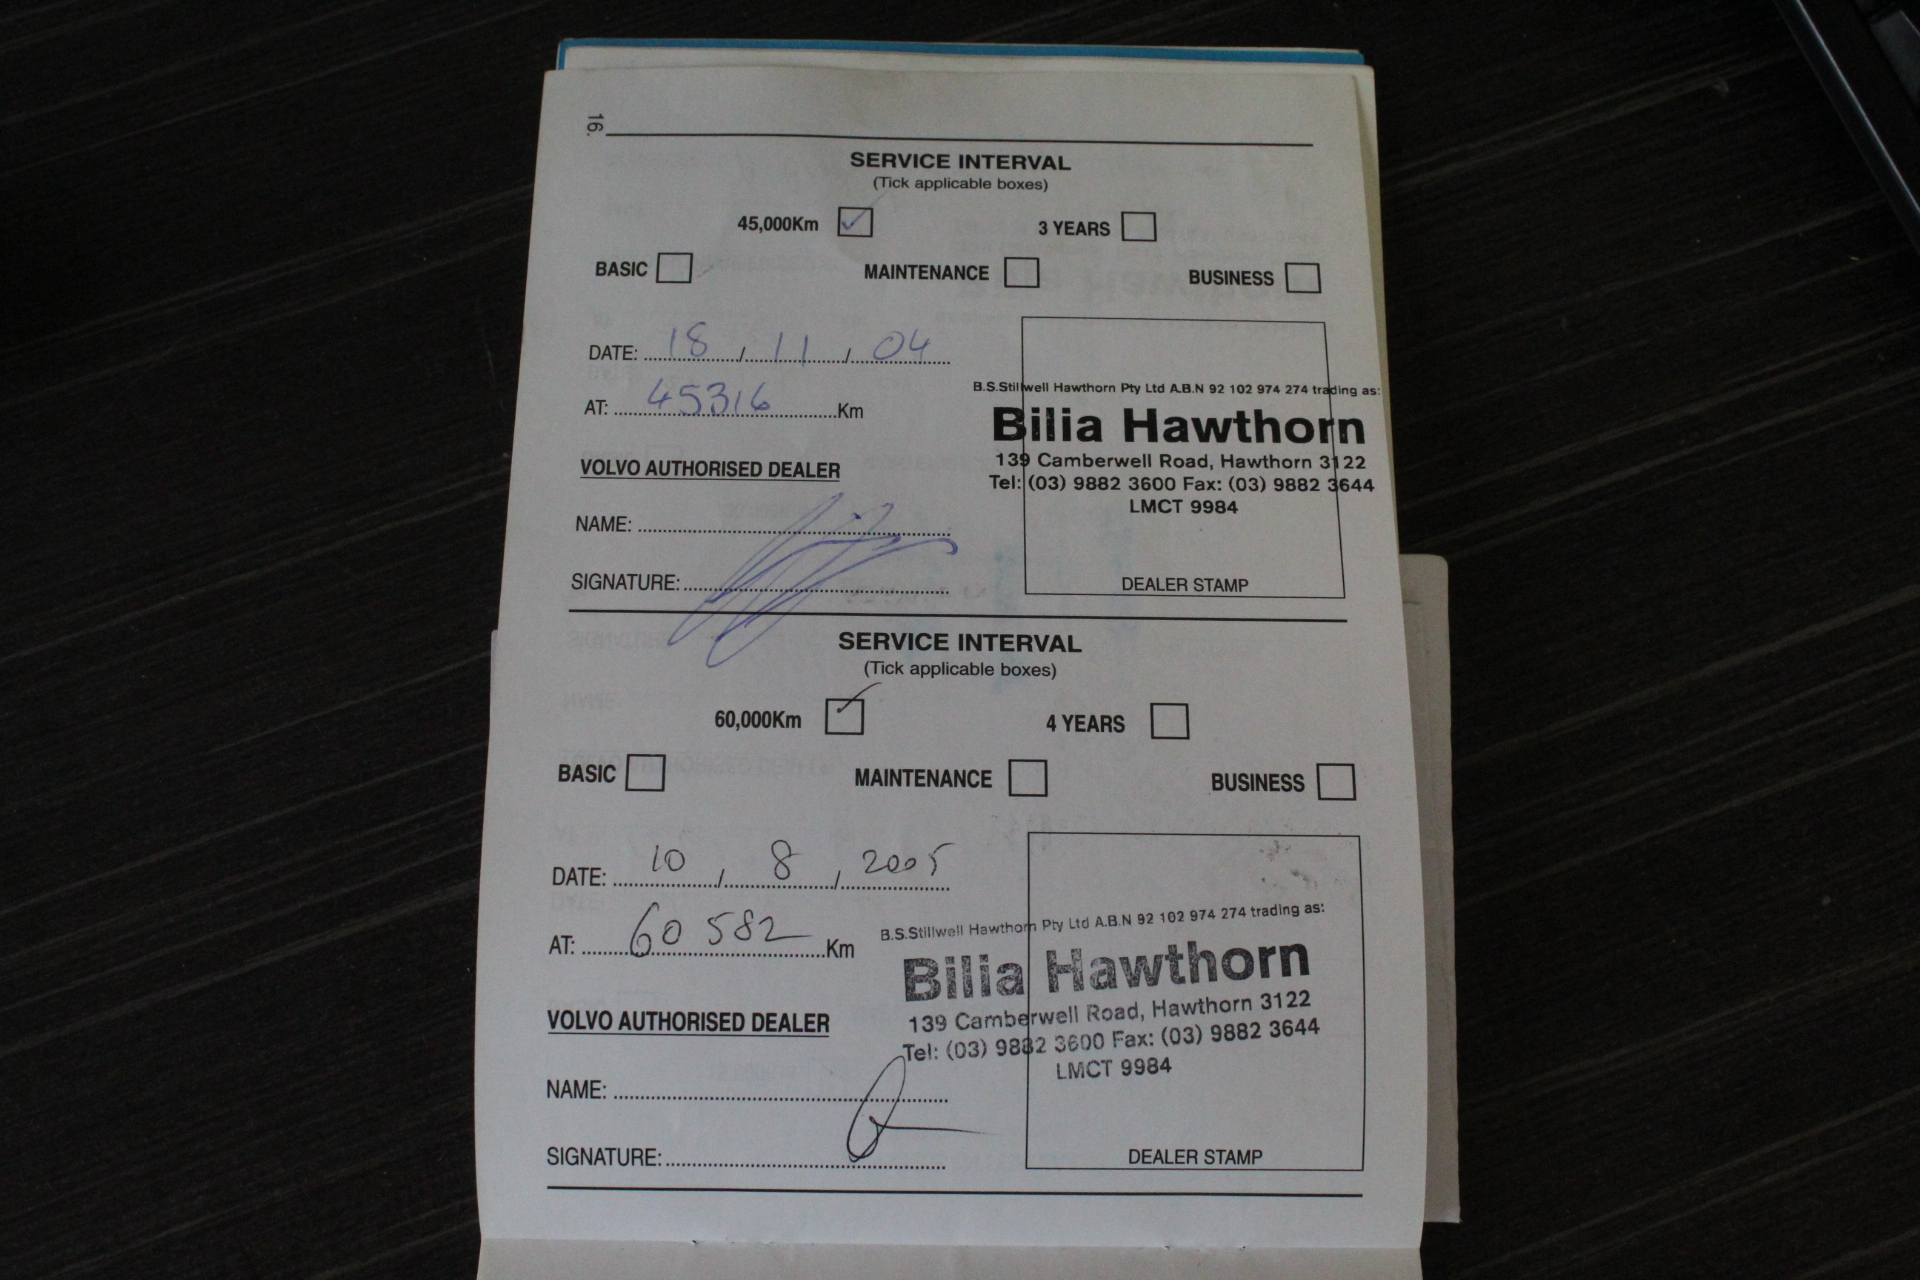 16.
SERVICE INTERVAL
(Tick applicable boxes)
45,000Km 3 YEARS
BASIC MAINTENANCE BUSINESS
DATE: 18 / 11 / 04
AT: 45316 Km
B.S.Stillwell Hawthorn Pty Ltd A.B.N 92 102 974 274 trading as:
Bilia Hawthorn
139 Camberwell Road, Hawthorn 3122
Tel: (03) 9882 3600 Fax: (03) 9882 3644
LMCT 9984
VOLVO AUTHORISED DEALER
NAME:
SIGNATURE:
DEALER STAMP
SERVICE INTERVAL
(Tick applicable boxes)
60,000Km 4 YEARS
BASIC MAINTENANCE BUSINESS
DATE: 10 / 8 / 2005
AT: 60 582 Km
B.S.Stillwell Hawthorn Pty Ltd A.B.N 92 102 974 274 trading as:
Bilia Hawthorn
139 Camberwell Road, Hawthorn 3122
Tel: (03) 9882 3600 Fax: (03) 9882 3644
LMCT 9984
VOLVO AUTHORISED DEALER
NAME:
SIGNATURE:
DEALER STAMP